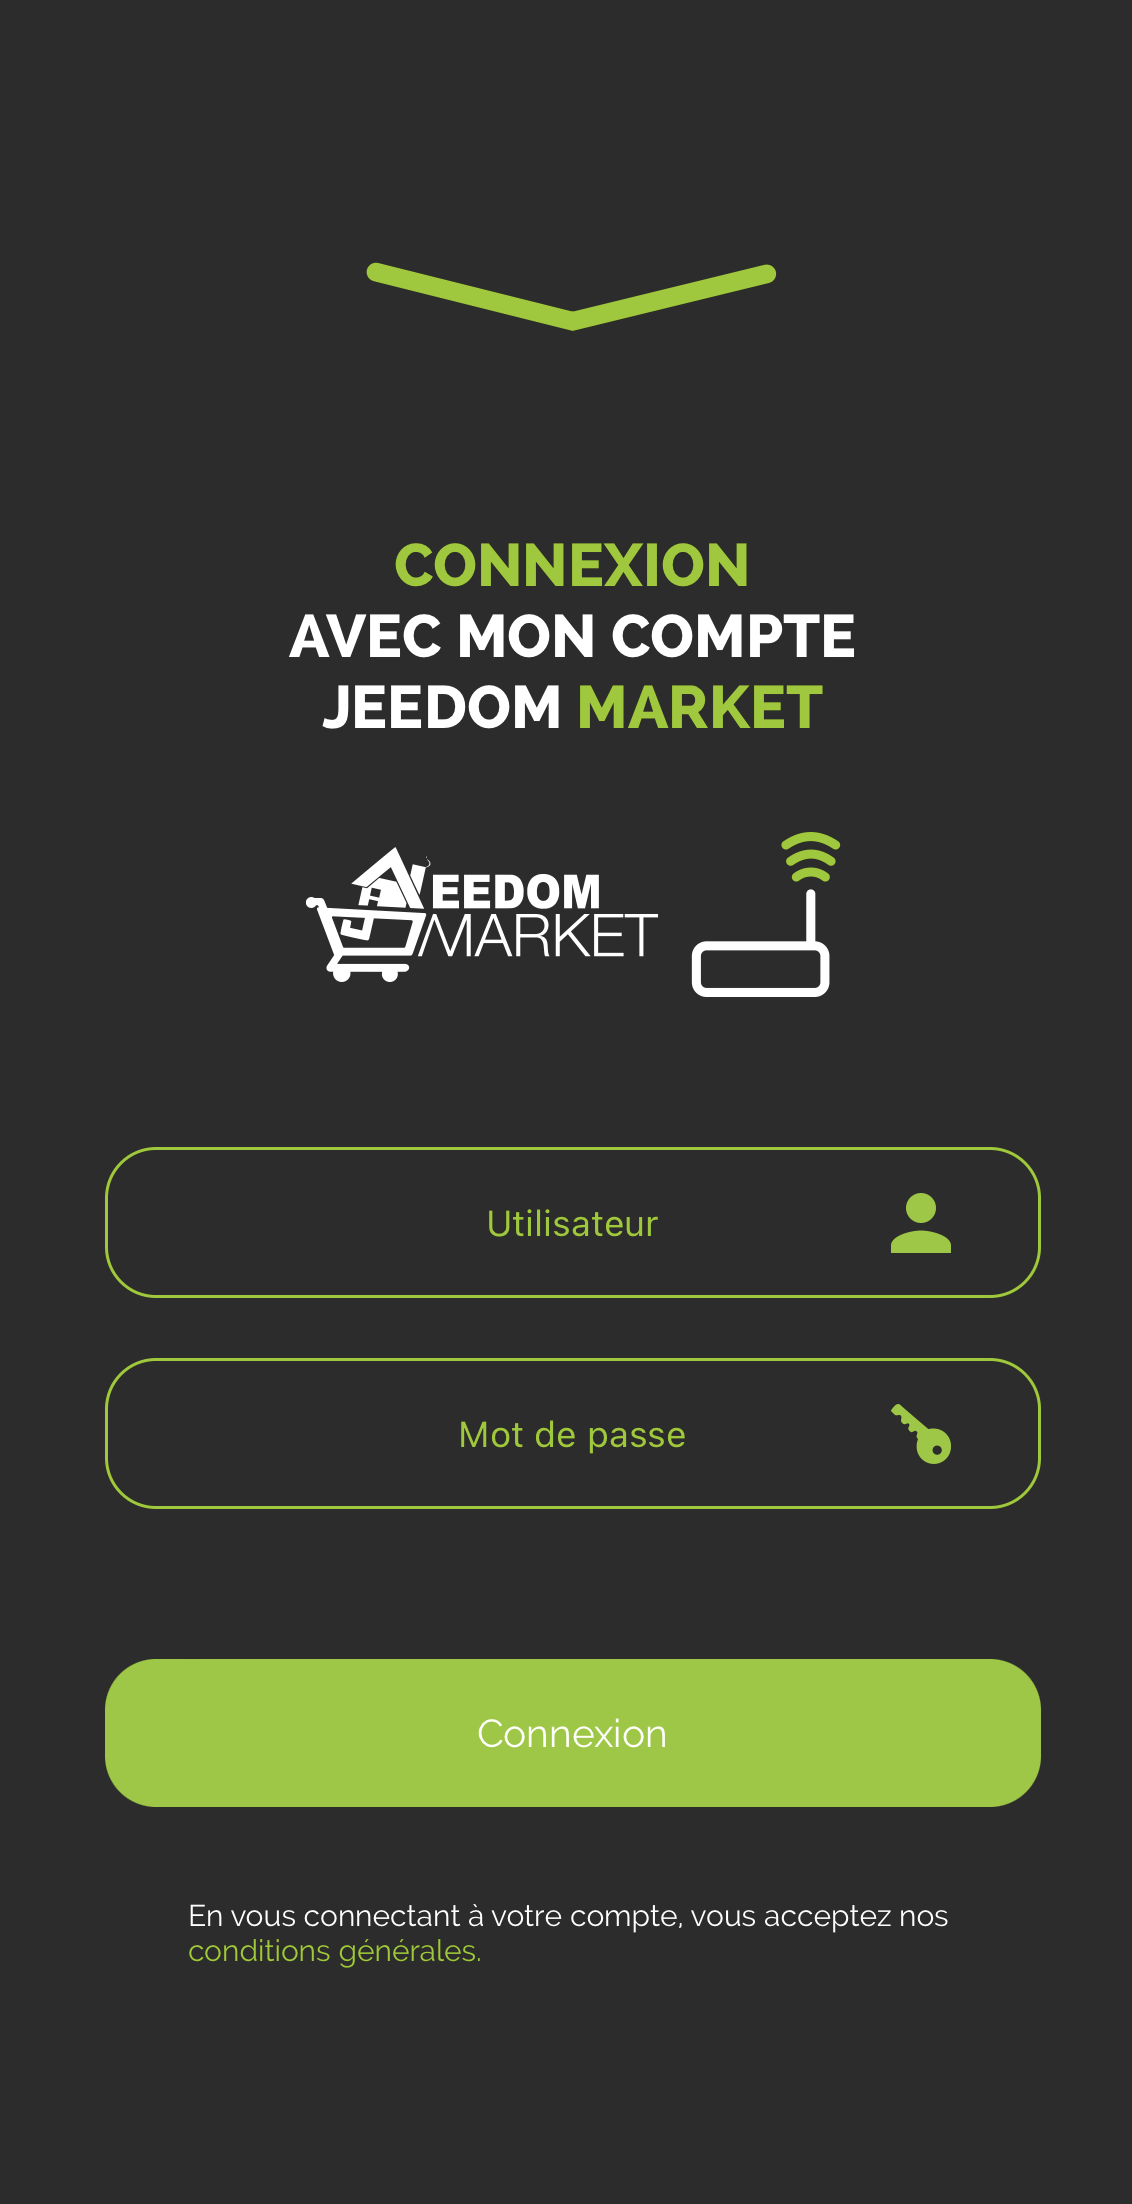 CONNEXION
AVEC MON COMPTE
JEEDOM MARKET
JEEDOM
MARKET
Utilisateur
Mot de passe
Connexion
En vous connectant à votre compte, vous acceptez nos
conditions générales.